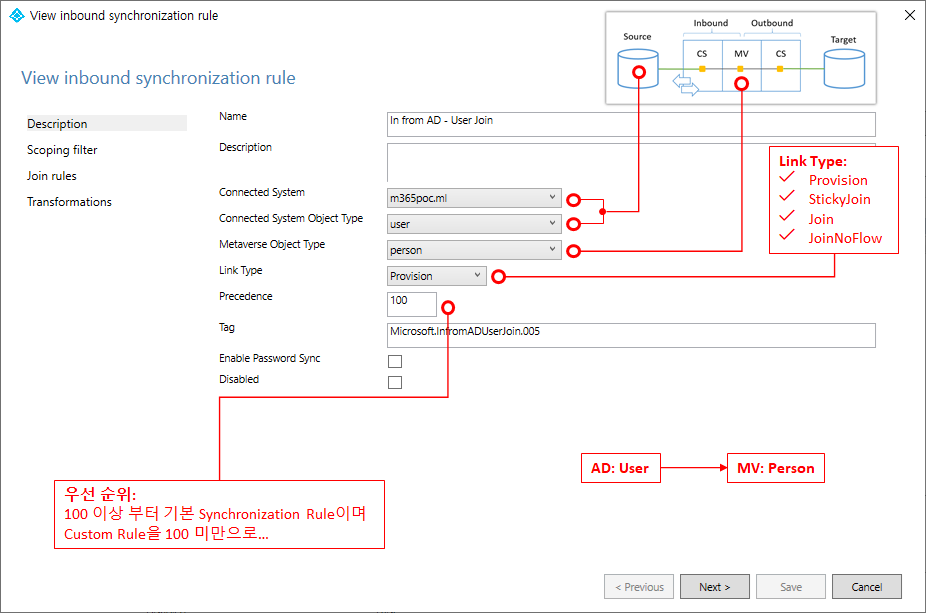 View inbound synchronization rule
Inbound
Outbound
Source
Target
CS
MV
CS
View inbound synchronization rule
Description
Scoping filter
Join rules
Transformations
Name
In from AD - User Join
Description
Connected System
m365poc.ml
Connected System Object Type
user
Metaverse Object Type
person
Link Type
Provision
Precedence
100
Tag
Microsoft.InfromADUserJoin.005
Enable Password Sync
Disabled
Link Type:
Provision
StickyJoin
Join
JoinNoFlow
AD: User
MV: Person
우선 순위:
100 이상 부터 기본 Synchronization Rule이며
Custom Rule을 100 미만으로...
< Previous
Next >
Save
Cancel